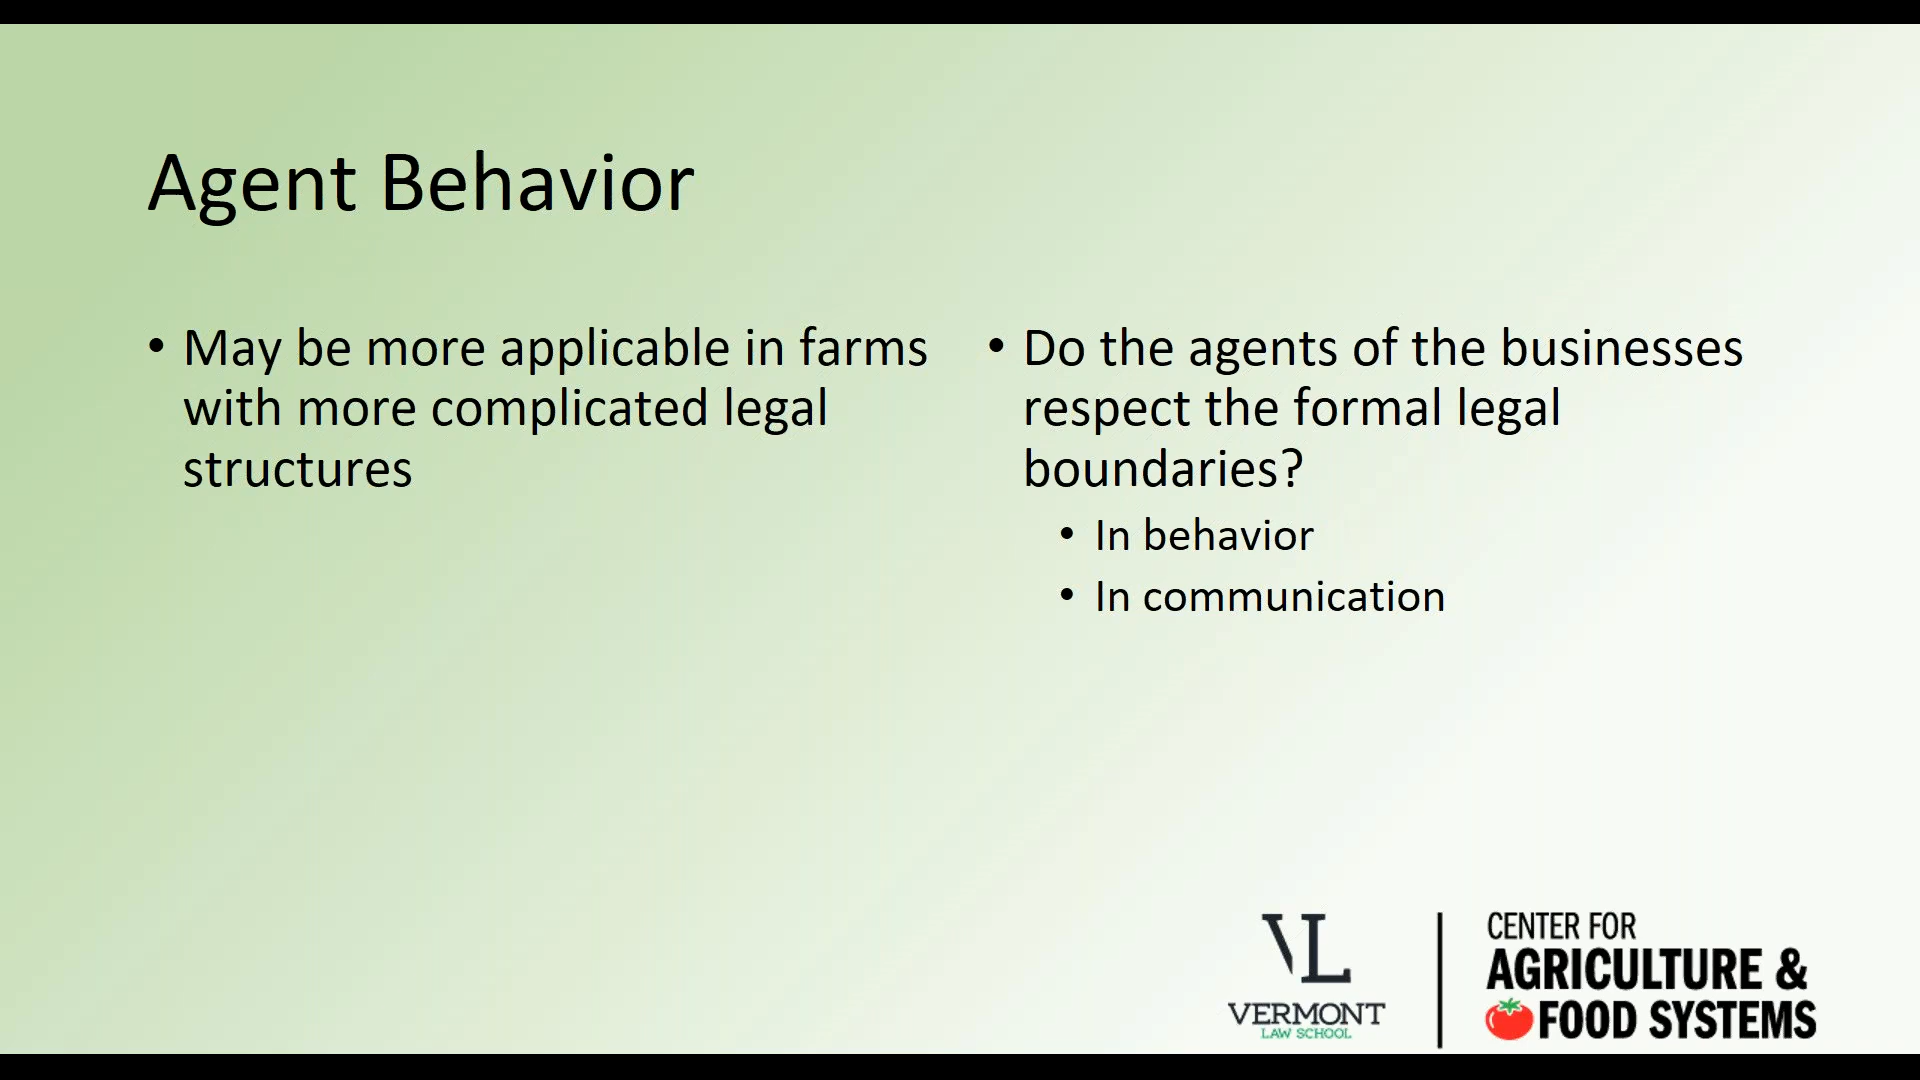 Agent Behavior
• May be more applicable in farms
with more complicated legal
structures
• Do the agents of the businesses
respect the formal legal
boundaries?
• In behavior
• In communication
VL
VERMONT
LAW SCHOOL
CENTER FOR
AGRICULTURE &
FOOD SYSTEMS